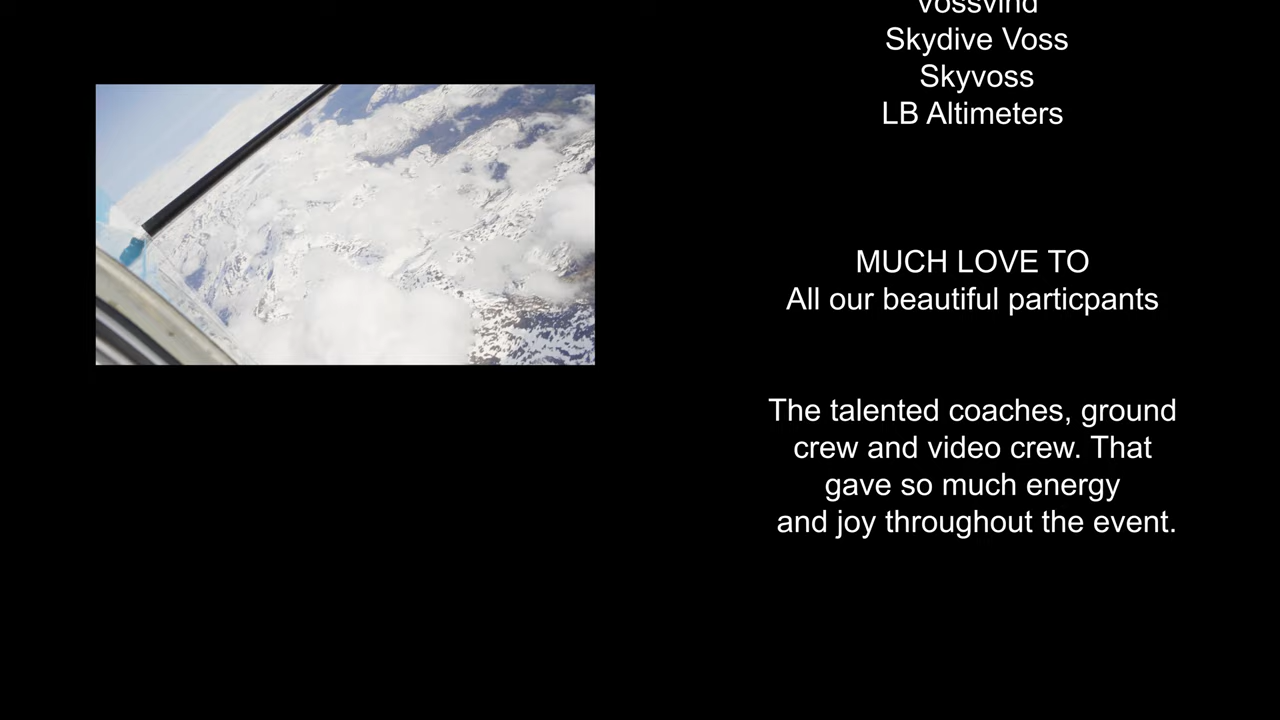 Vossvind
Skydive Voss
Skyvoss
LB Altimeters
MUCH LOVE TO
All our beautiful particpants
The talented coaches, ground
crew and video crew. That
gave so much energy
and joy throughout the event.